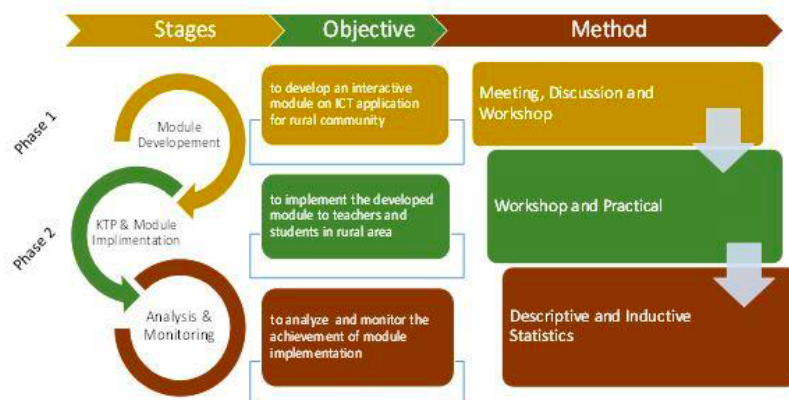 Stages
Objective
Method
Phase 1
Module
Developement
to develop an interactive
module on ICT application
for rural community
Meeting, Discussion and
Workshop
Phase 2
KTP & Module
Implimentation
to implement the developed
module to teachers and
students in rural area
Workshop and Practical
Analysis &
Monitoring
to analyze and monitor the
achievement of module
implementation
Descriptive and Inductive
Statistics